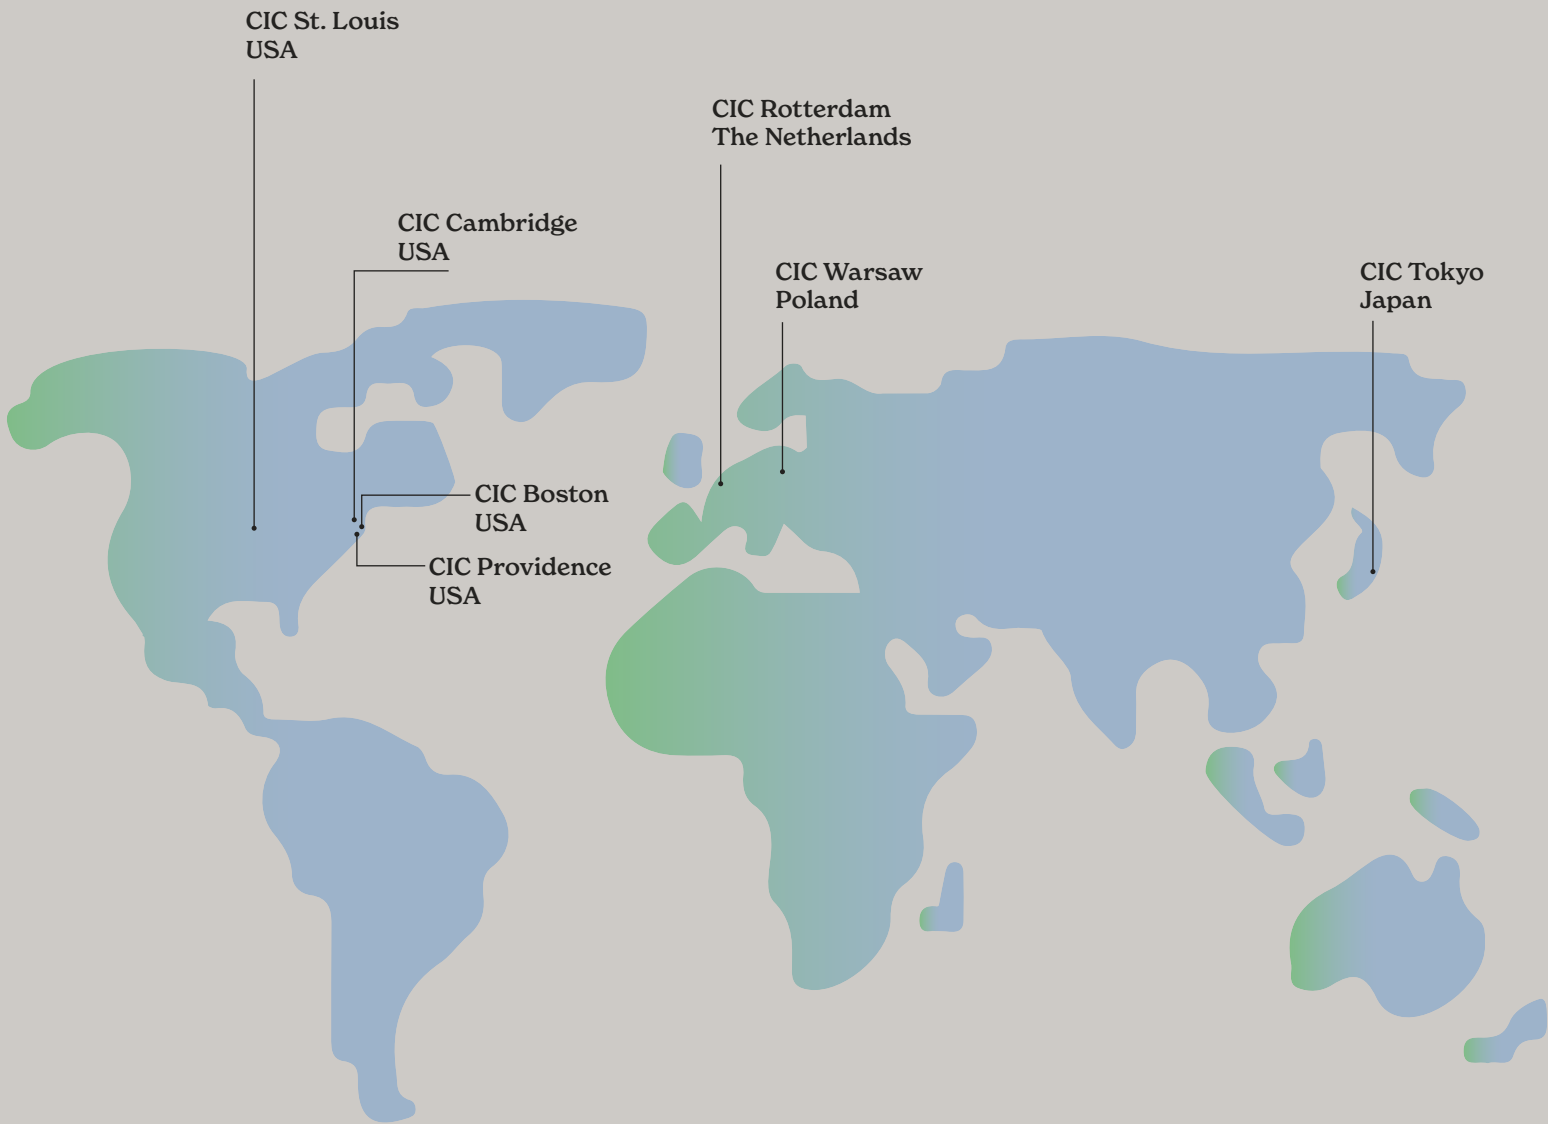 CIC St. Louis
USA
CIC Rotterdam
The Netherlands
CIC Cambridge
USA
CIC Warsaw
Poland
CIC Tokyo
Japan
CIC Boston
USA
CIC Providence
USA